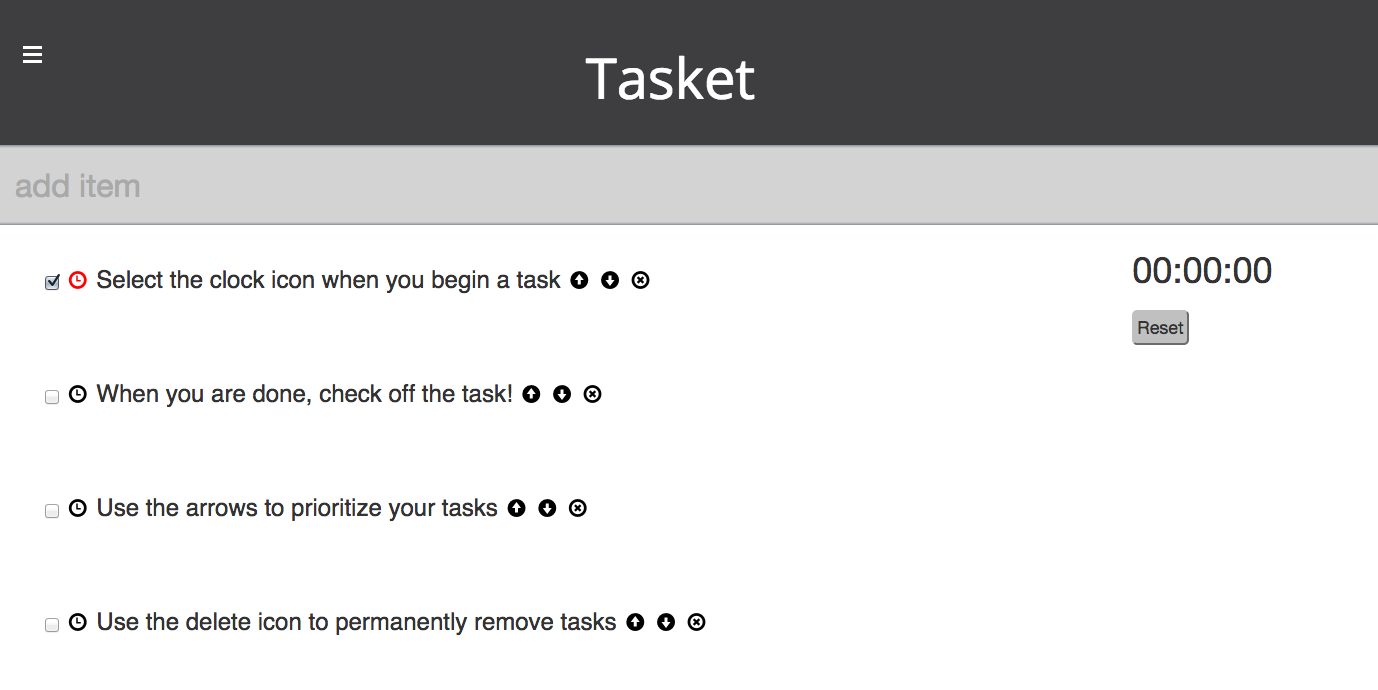 Tasket
add item
Select the clock icon when you begin a task
00:00:00
Reset
When you are done, check off the task!
Use the arrows to prioritize your tasks
Use the delete icon to permanently remove tasks